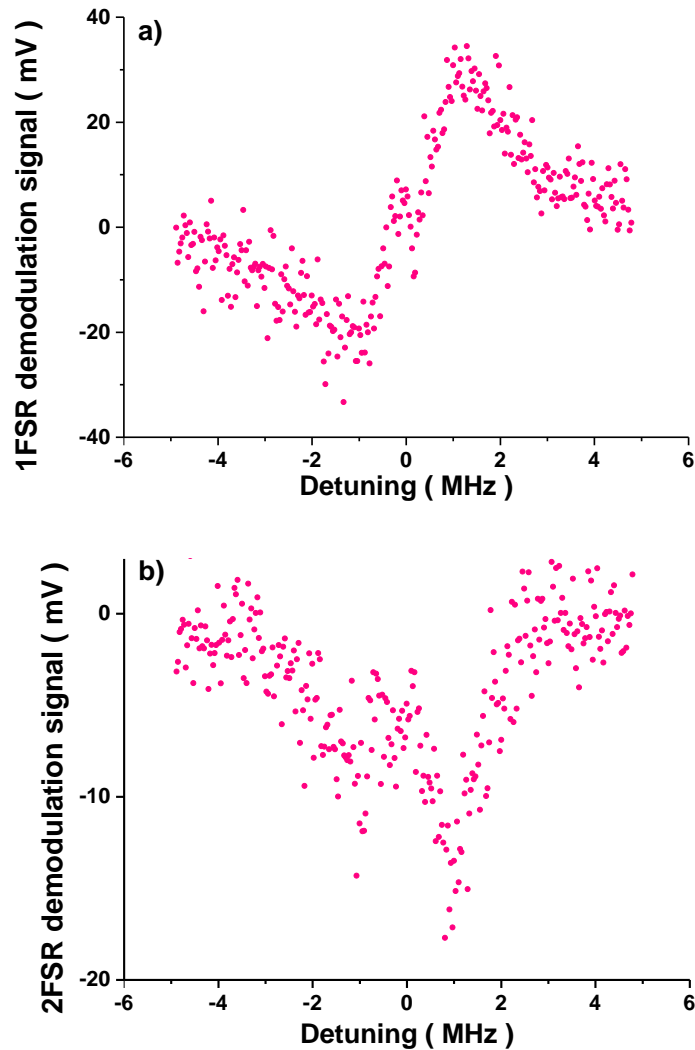 a)
1FSR demodulation signal ( mV )
40
20
0
-20
-40
-6 -4 -2 0 2 4 6
Detuning ( MHz )
b)
2FSR demodulation signal ( mV )
0
-10
-20
-6 -4 -2 0 2 4 6
Detuning ( MHz )